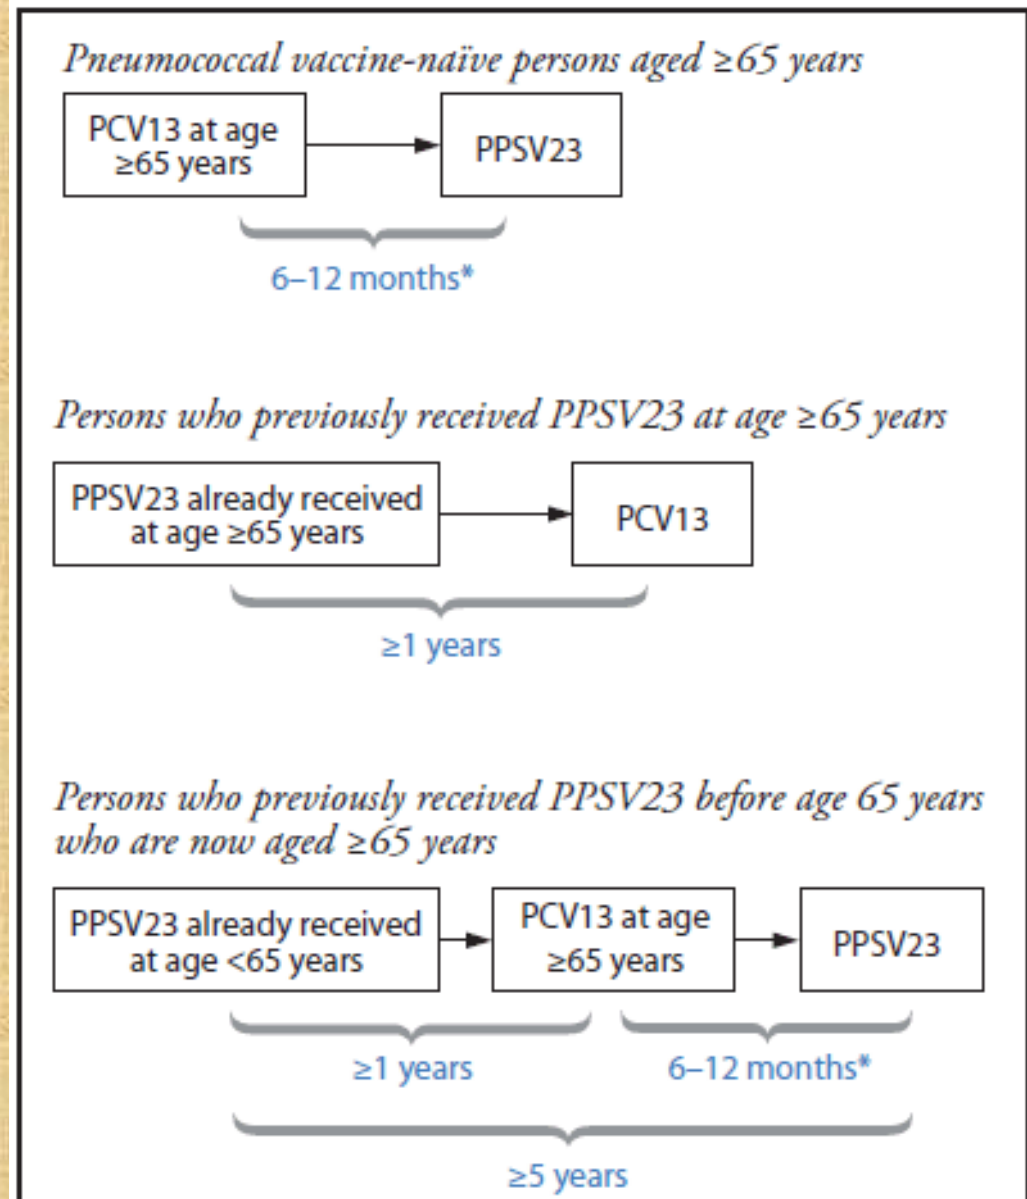 Pneumococcal vaccine-naïve persons aged ≥65 years
PCV13 at age
≥65 years
PPSV23
6–12 months*
Persons who previously received PPSV23 at age ≥65 years
PPSV23 already received
at age ≥65 years
PCV13
≥1 years
Persons who previously received PPSV23 before age 65 years
who are now aged ≥65 years
PPSV23 already received
at age <65 years
PCV13 at age
≥65 years
PPSV23
≥1 years
6–12 months*
≥5 years